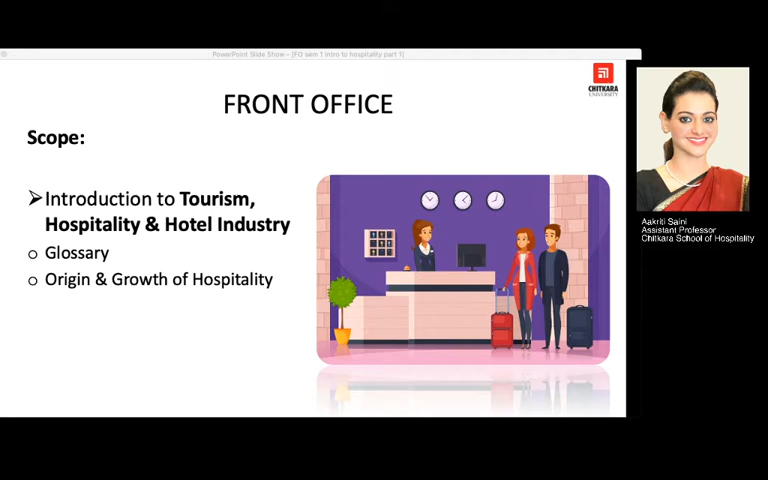 PowerPoint Slide Show - [FO sem 1 intro to hospitality part 1]
CHITKARA
UNIVERSITY
FRONT OFFICE
Scope:
Introduction to Tourism,
Hospitality & Hotel Industry
Glossary
Origin & Growth of Hospitality
Aakriti Saini
Assistant Professor
Chitkara School of Hospitality